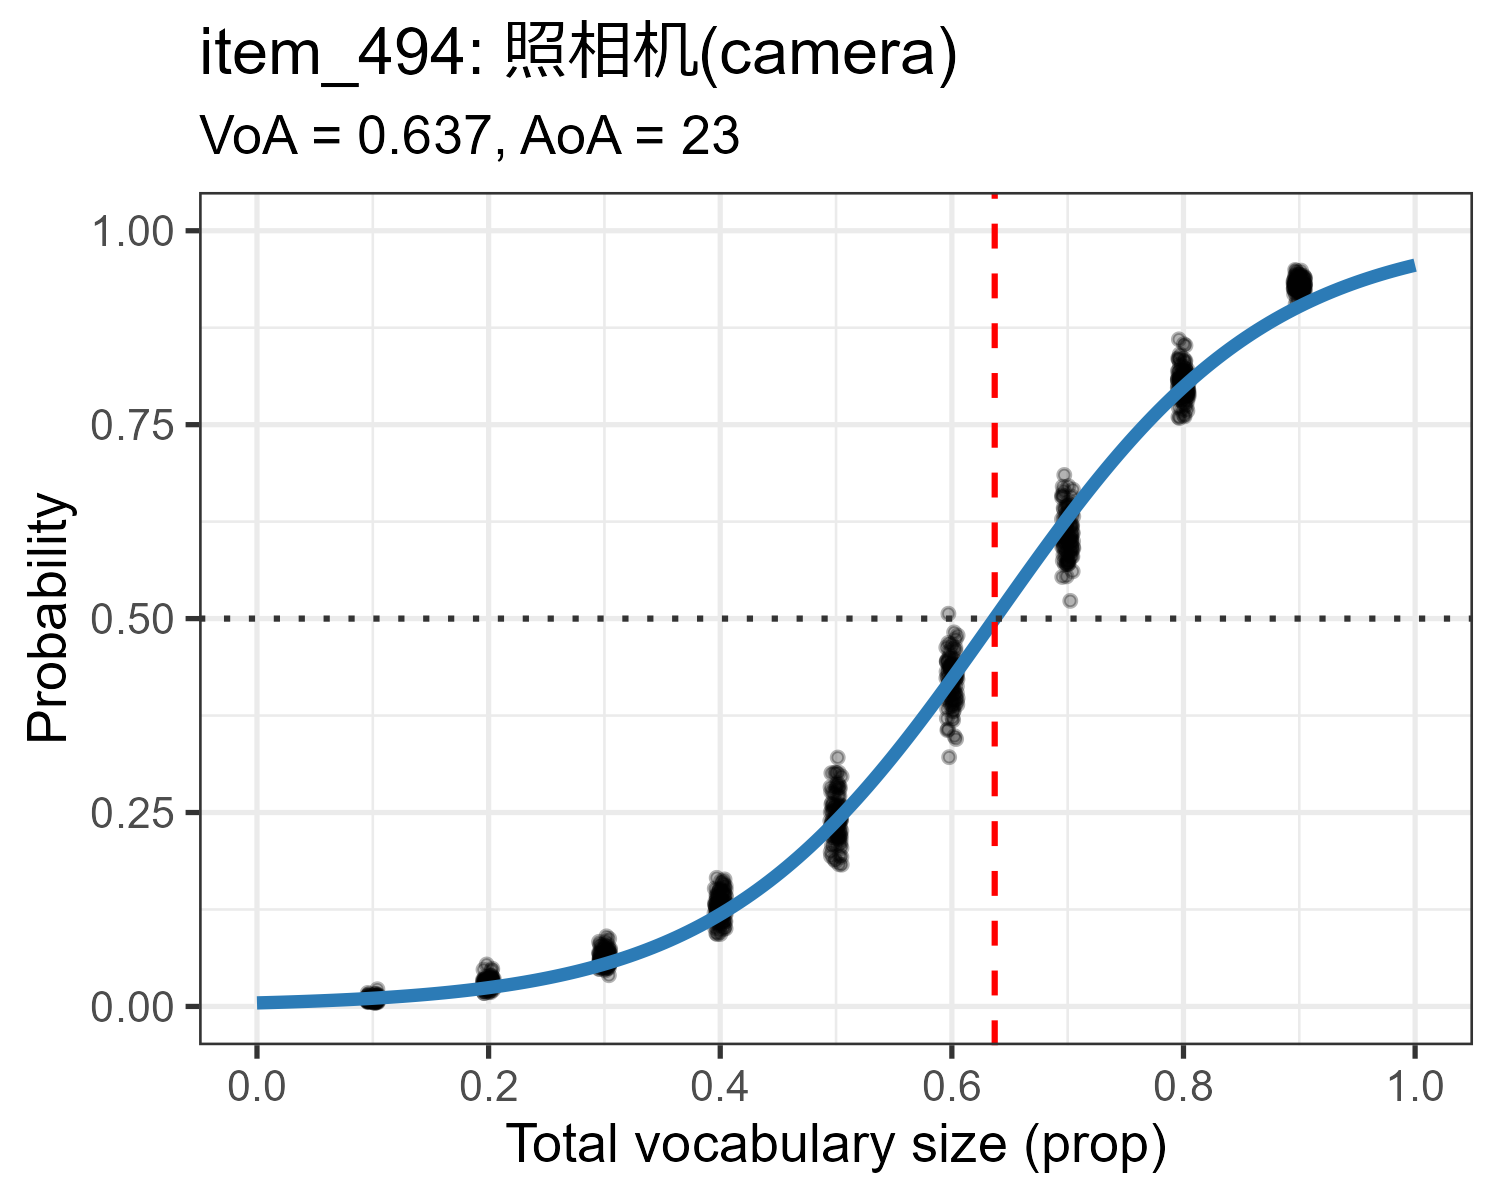 item_494: 照相机(camera)
VoA = 0.637, AoA = 23
Probability
1.00
0.75
0.50
0.25
0.00
0.0 0.2 0.4 0.6 0.8 1.0
Total vocabulary size (prop)